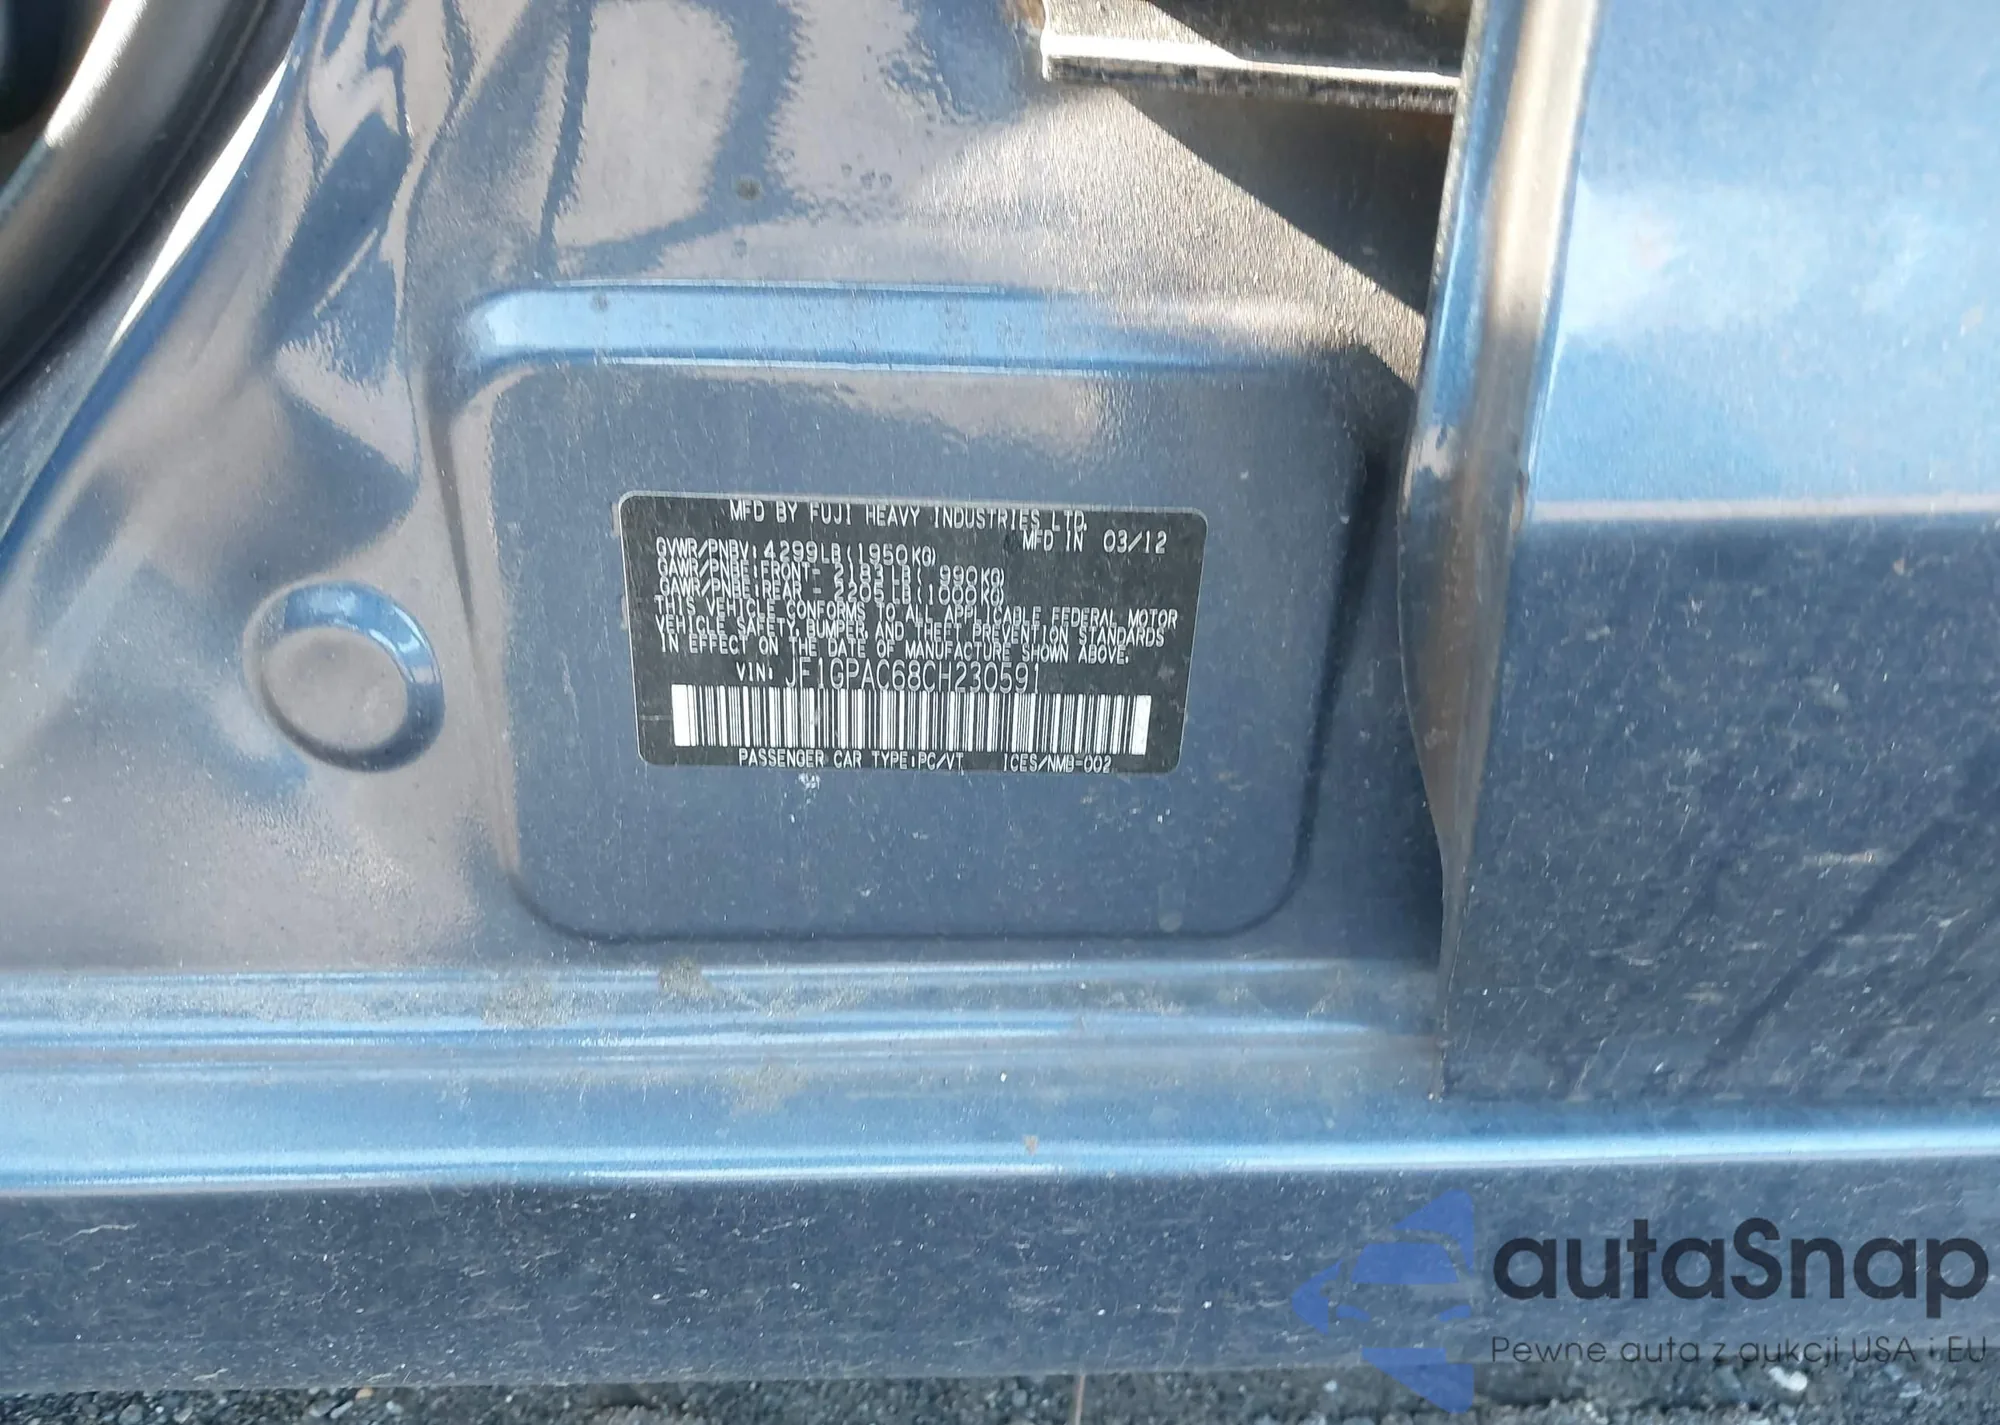 MFD BY FUJI HEAVY INDUSTRIES LTD.
MFD IN 03/12
GVWR/PNBV:4299LB(1950KG)
GAWR/PNBE:FRONT- 2183LB( 990KG)
GAWR/PNBE:REAR - 2205LB(1000KG)
THIS VEHICLE CONFORMS TO ALL APPLICABLE FEDERAL MOTOR
VEHICLE SAFETY,BUMPER,AND THEFT PREVENTION STANDARDS
IN EFFECT ON THE DATE OF MANUFACTURE SHOWN ABOVE.
VIN: JF1GPAC68CH230591
PASSENGER CAR TYPE:PC/VT ICES/NMB-002
autaSnap
Pewne auta z aukcji USA i EU